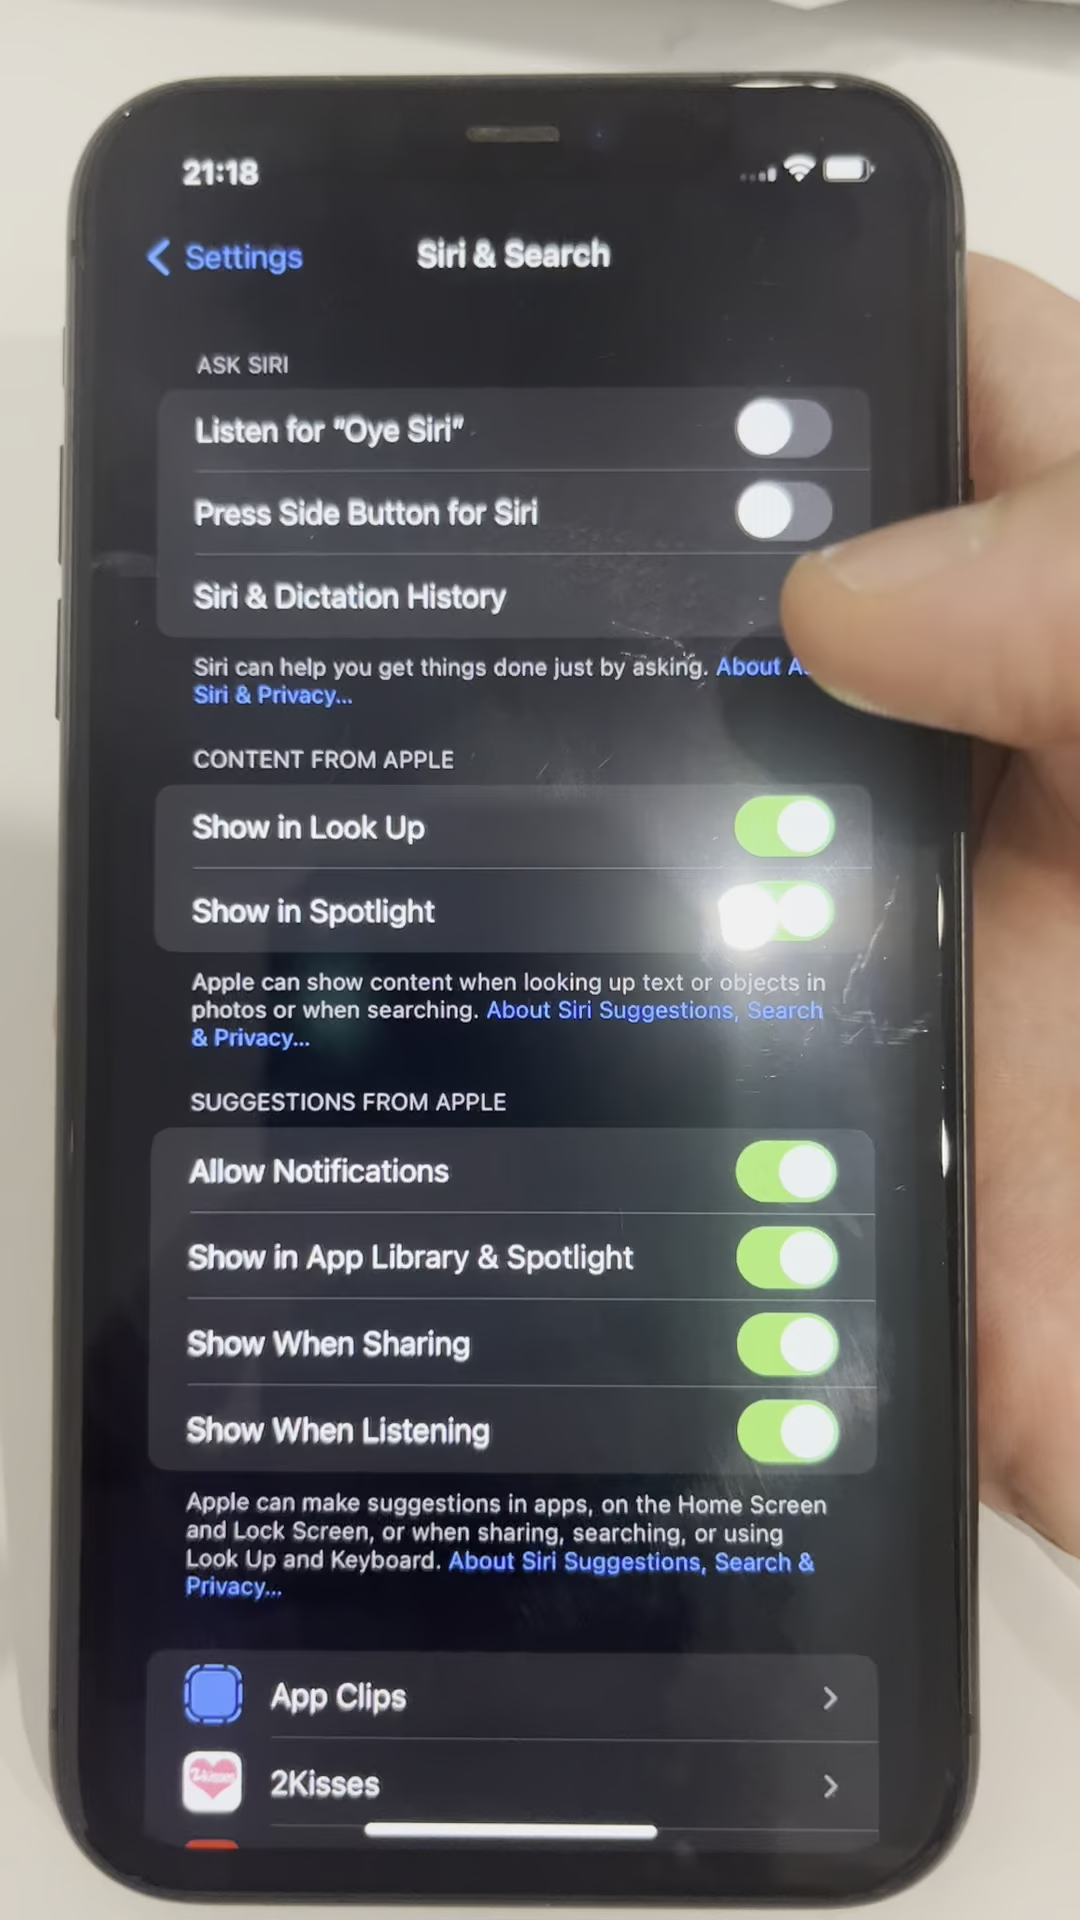 21:18
Settings
Siri & Search
ASK SIRI
Listen for "Oye Siri"
Press Side Button for Siri
Siri & Dictation History
Siri can help you get things done just by asking. About
Siri & Privacy...
CONTENT FROM APPLE
Show in Look Up
Show in Spotlight
Apple can show content when looking up text or objects in
photos or when searching. About Siri Suggestions, Search
& Privacy...
SUGGESTIONS FROM APPLE
Allow Notifications
Show in App Library & Spotlight
Show When Sharing
Show When Listening
Apple can make suggestions in apps, on the Home Screen
and Lock Screen, or when sharing, searching, or using
Look Up and Keyboard. About Siri Suggestions, Search &
Privacy...
App Clips
2Kisses
2Kisses